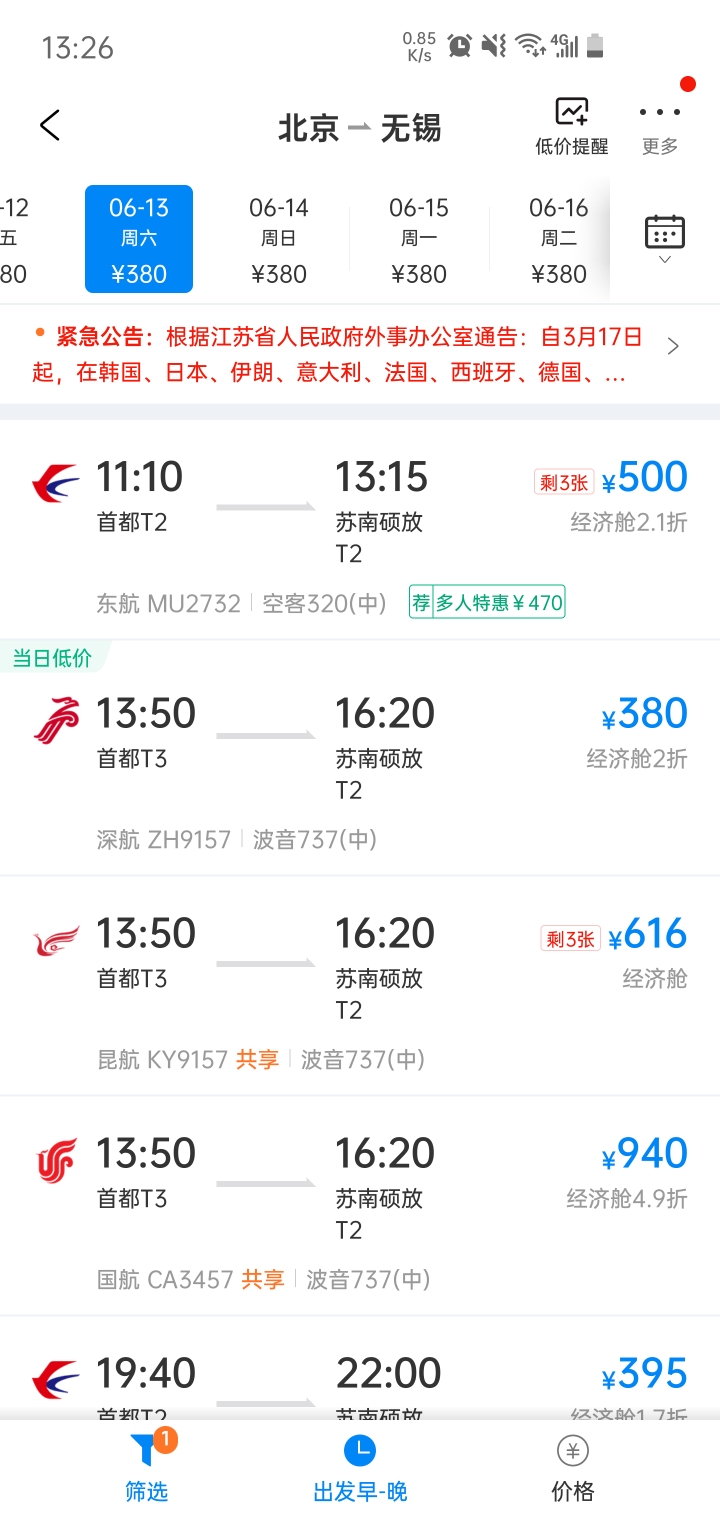 13:26
0.85
K/s
4G
北京
无锡
低价提醒
更多
-12
五
80
06-13
周六
¥380
06-14
周日
¥380
06-15
周一
¥380
06-16
周二
¥380
紧急公告：根据江苏省人民政府外事办公室通告：自3月17日
起，在韩国、日本、伊朗、意大利、法国、西班牙、德国、...
11:10
13:15
剩3张
¥500
首都T2
苏南硕放
T2
经济舱2.1折
东航 MU2732
空客320(中)
荐 多人特惠¥470
当日低价
13:50
16:20
¥380
首都T3
苏南硕放
T2
经济舱2折
深航 ZH9157
波音737(中)
13:50
16:20
剩3张
¥616
首都T3
苏南硕放
T2
经济舱
昆航 KY9157 共享
波音737(中)
13:50
16:20
¥940
首都T3
苏南硕放
T2
经济舱4.9折
国航 CA3457 共享
波音737(中)
19:40
22:00
¥395
首都T2
苏南硕放
经济舱1.7折
1
筛选
出发早-晚
¥
价格